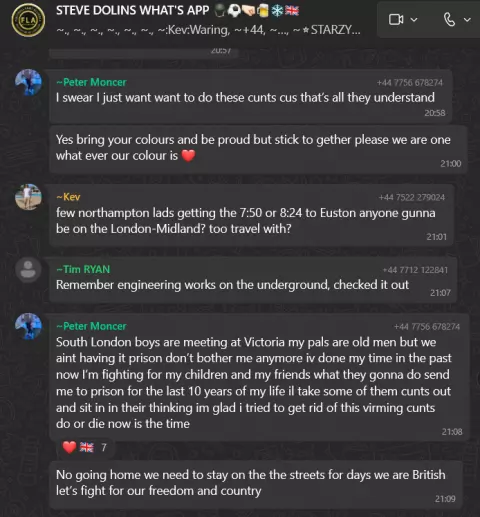 STEVE DOLINS WHAT'S APP 🎳⚽🤜🍺❄️🇬🇧
~., ~., ~., ~., ~., ~., ~:Kev:Waring, ~+44, ~..., ~⭐STARZY...
20:57
~Peter Moncer +44 7756 678274
I swear I just want want to do these cunts cus that's all they understand
20:58
Yes bring your colours and be proud but stick to gether please we are one
what ever our colour is ❤️
21:00
~Kev +44 7522 279024
few northampton lads getting the 7:50 or 8:24 to Euston anyone gunna
be on the London-Midland? too travel with?
21:01
~Tim RYAN +44 7712 122841
Remember engineering works on the underground, checked it out
21:07
~Peter Moncer +44 7756 678274
South London boys are meeting at Victoria my pals are old men but we
aint having it prison don't bother me anymore iv done my time in the past
now I'm fighting for my children and my friends what they gonna do send
me to prison for the last 10 years of my life il take some of them cunts out
and sit in in their thinking im glad i tried to get rid of this virming cunts
do or die now is the time
21:08
❤️ 🇬🇧 7
No going home we need to stay on the the streets for days we are British
let's fight for our freedom and country
21:09